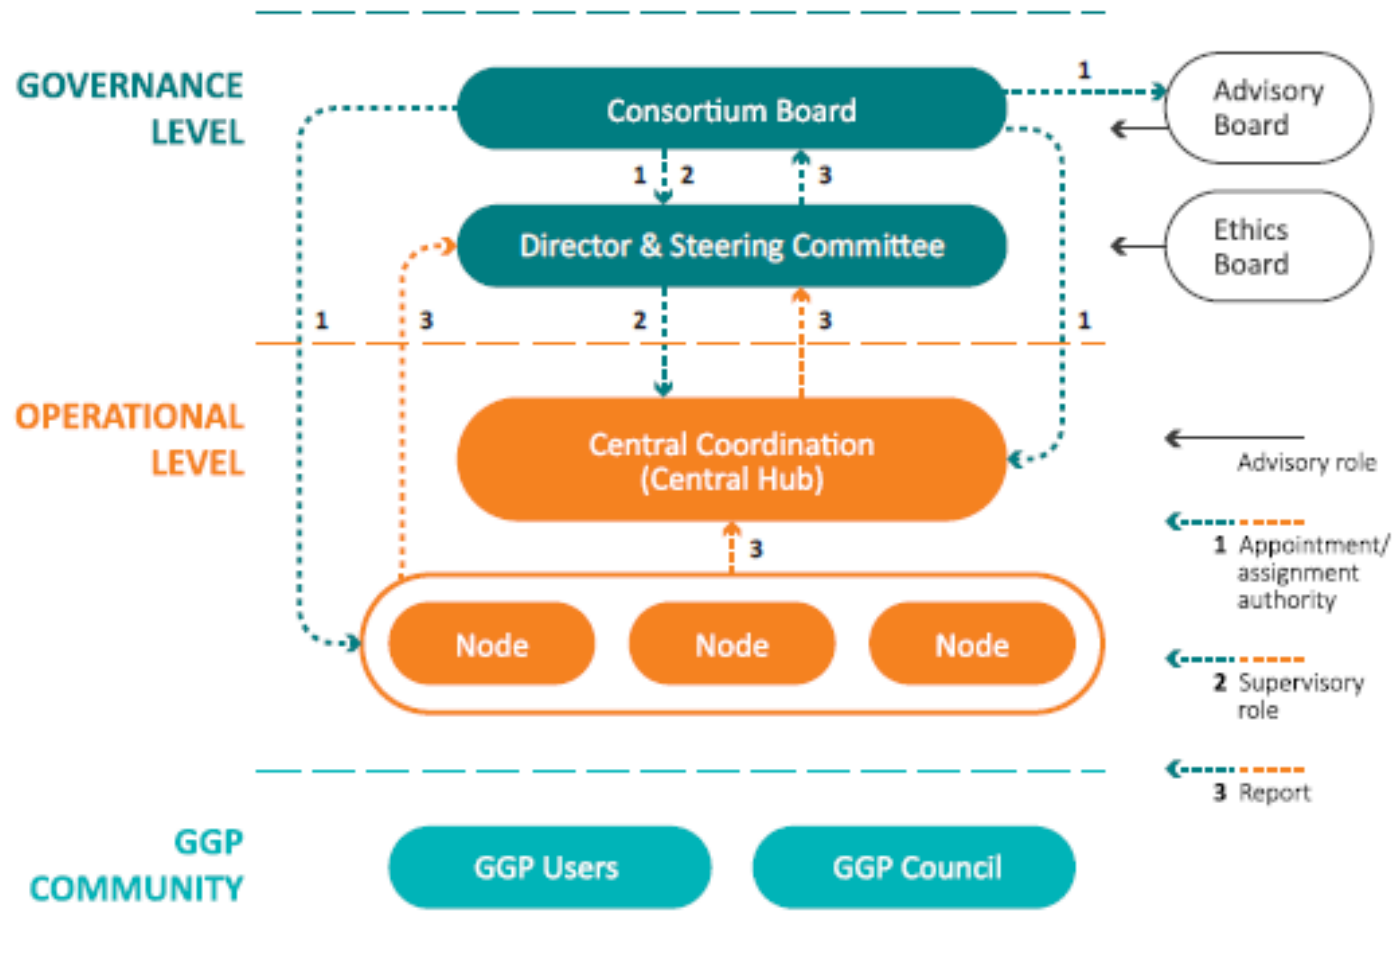 GOVERNANCE
LEVEL
Consortium Board
1
Advisory
Board
1 2
3
Director & Steering Committee
Ethics
Board
1
3
2
3
1
OPERATIONAL
LEVEL
Central Coordination
(Central Hub)
3
Node
Node
Node
Advisory role
1 Appointment/
assignment
authority
2 Supervisory
role
3 Report
GGP
COMMUNITY
GGP Users
GGP Council